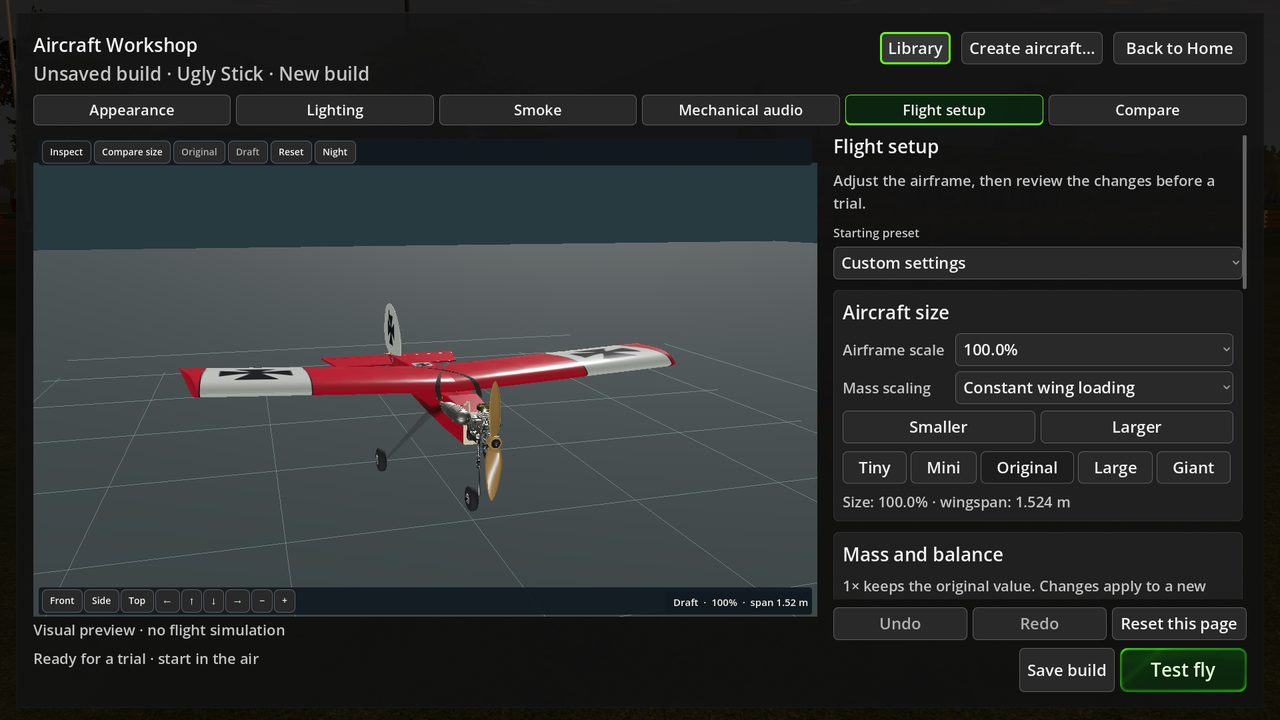 Aircraft Workshop
Unsaved build · Ugly Stick · New build
Library
Create aircraft...
Back to Home
Appearance
Lighting
Smoke
Mechanical audio
Flight setup
Compare
Inspect
Compare size
Original
Draft
Reset
Night
Flight setup
Adjust the airframe, then review the changes before a
trial.
Starting preset
Custom settings
Aircraft size
Airframe scale
100.0%
Mass scaling
Constant wing loading
Smaller
Larger
Tiny
Mini
Original
Large
Giant
Size: 100.0% · wingspan: 1.524 m
Mass and balance
1× keeps the original value. Changes apply to a new
Front
Side
Top
←
↑
↓
→
−
+
Draft · 100% · span 1.52 m
Visual preview · no flight simulation
Ready for a trial · start in the air
Undo
Redo
Reset this page
Save build
Test fly